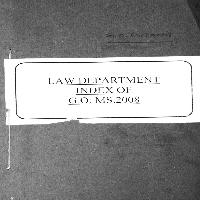 LAW DEPARTMENT
INDEX OF
G.O. MS.2008